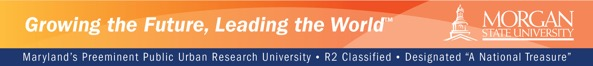 Growing the Future, Leading the World™
MORGAN
STATE UNIVERSITY
Maryland's Preeminent Public Urban Research University • R2 Classified • Designated "A National Treasure"